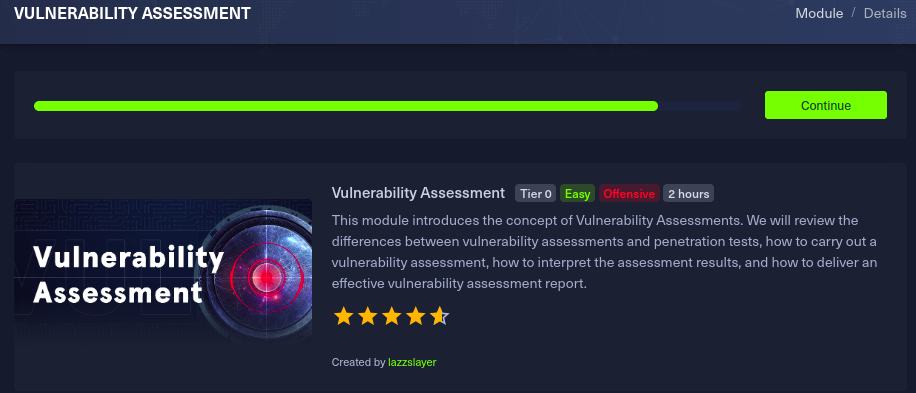 VULNERABILITY ASSESSMENT
Module / Details
Continue
Vulnerability
Assessment
Vulnerability Assessment Tier 0 Easy Offensive 2 hours
This module introduces the concept of Vulnerability Assessments. We will review the
differences between vulnerability assessments and penetration tests, how to carry out a
vulnerability assessment, how to interpret the assessment results, and how to deliver an
effective vulnerability assessment report.
Created by lazzslayer